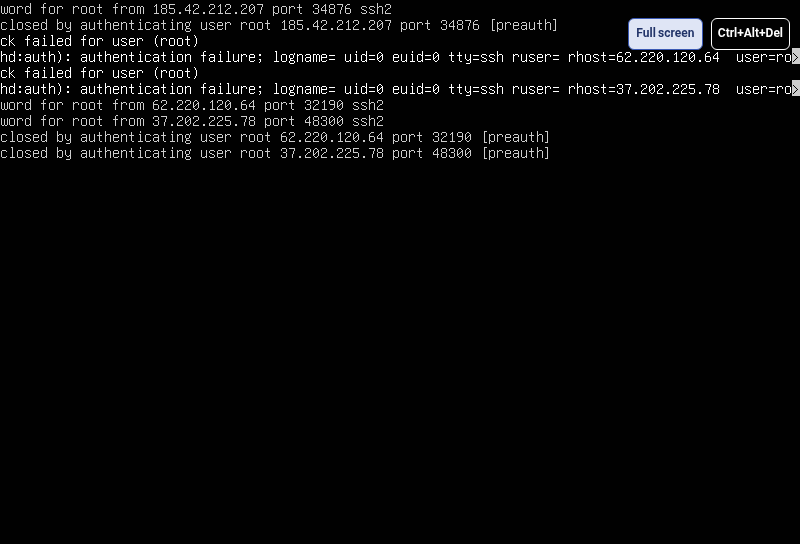 word for root from 185.42.212.207 port 34876 ssh2
closed by authenticating user root 185.42.212.207 port 34876 [preauth]
ck failed for user (root)
hd:auth): authentication failure; logname= uid=0 euid=0 tty=ssh ruser= rhost=62.220.120.64  user=ro>
ck failed for user (root)
hd:auth): authentication failure; logname= uid=0 euid=0 tty=ssh ruser= rhost=37.202.225.78  user=ro>
word for root from 62.220.120.64 port 32190 ssh2
word for root from 37.202.225.78 port 48300 ssh2
closed by authenticating user root 62.220.120.64 port 32190 [preauth]
closed by authenticating user root 37.202.225.78 port 48300 [preauth]
Full screen
Ctrl+Alt+Del